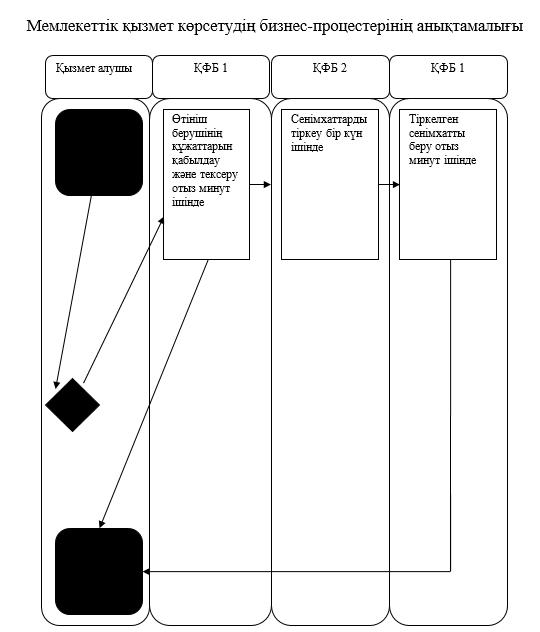 Мемлекеттік қызмет көрсетудің бизнес-процестерінің анықтамалығы
Қызмет алушы
ҚФБ 1
ҚФБ 2
ҚФБ 1
Өтініш
берушінің
құжаттарын
қабылдау
және тексеру
отыз минут
ішінде
Сенімхаттарды
тіркеу бір күн
ішінде
Тіркелген
сенімхатты
беру отыз
минут ішінде